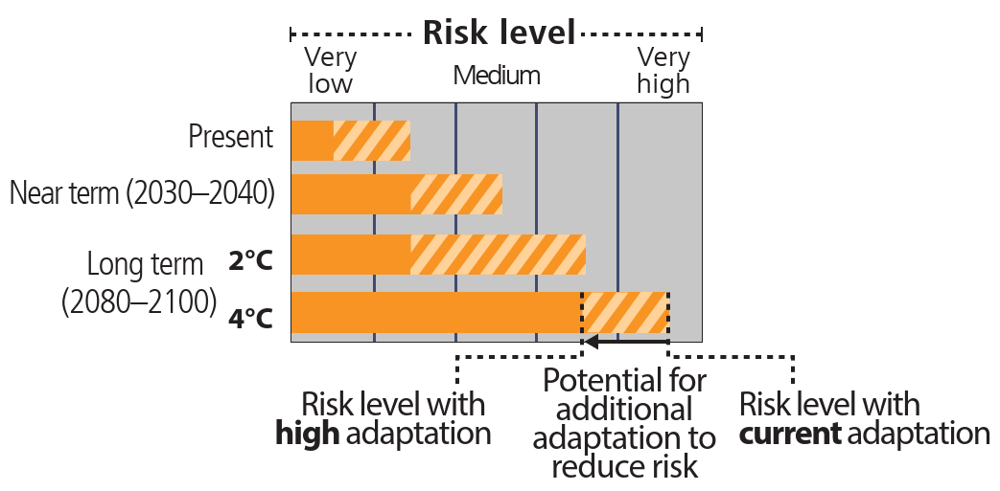 Risk level
Very
low
Medium
Very
high
Present
Near term (2030–2040)
Long term
(2080–2100)
2°C
4°C
Risk level with
high adaptation
Potential for
additional
adaptation to
reduce risk
Risk level with
current adaptation